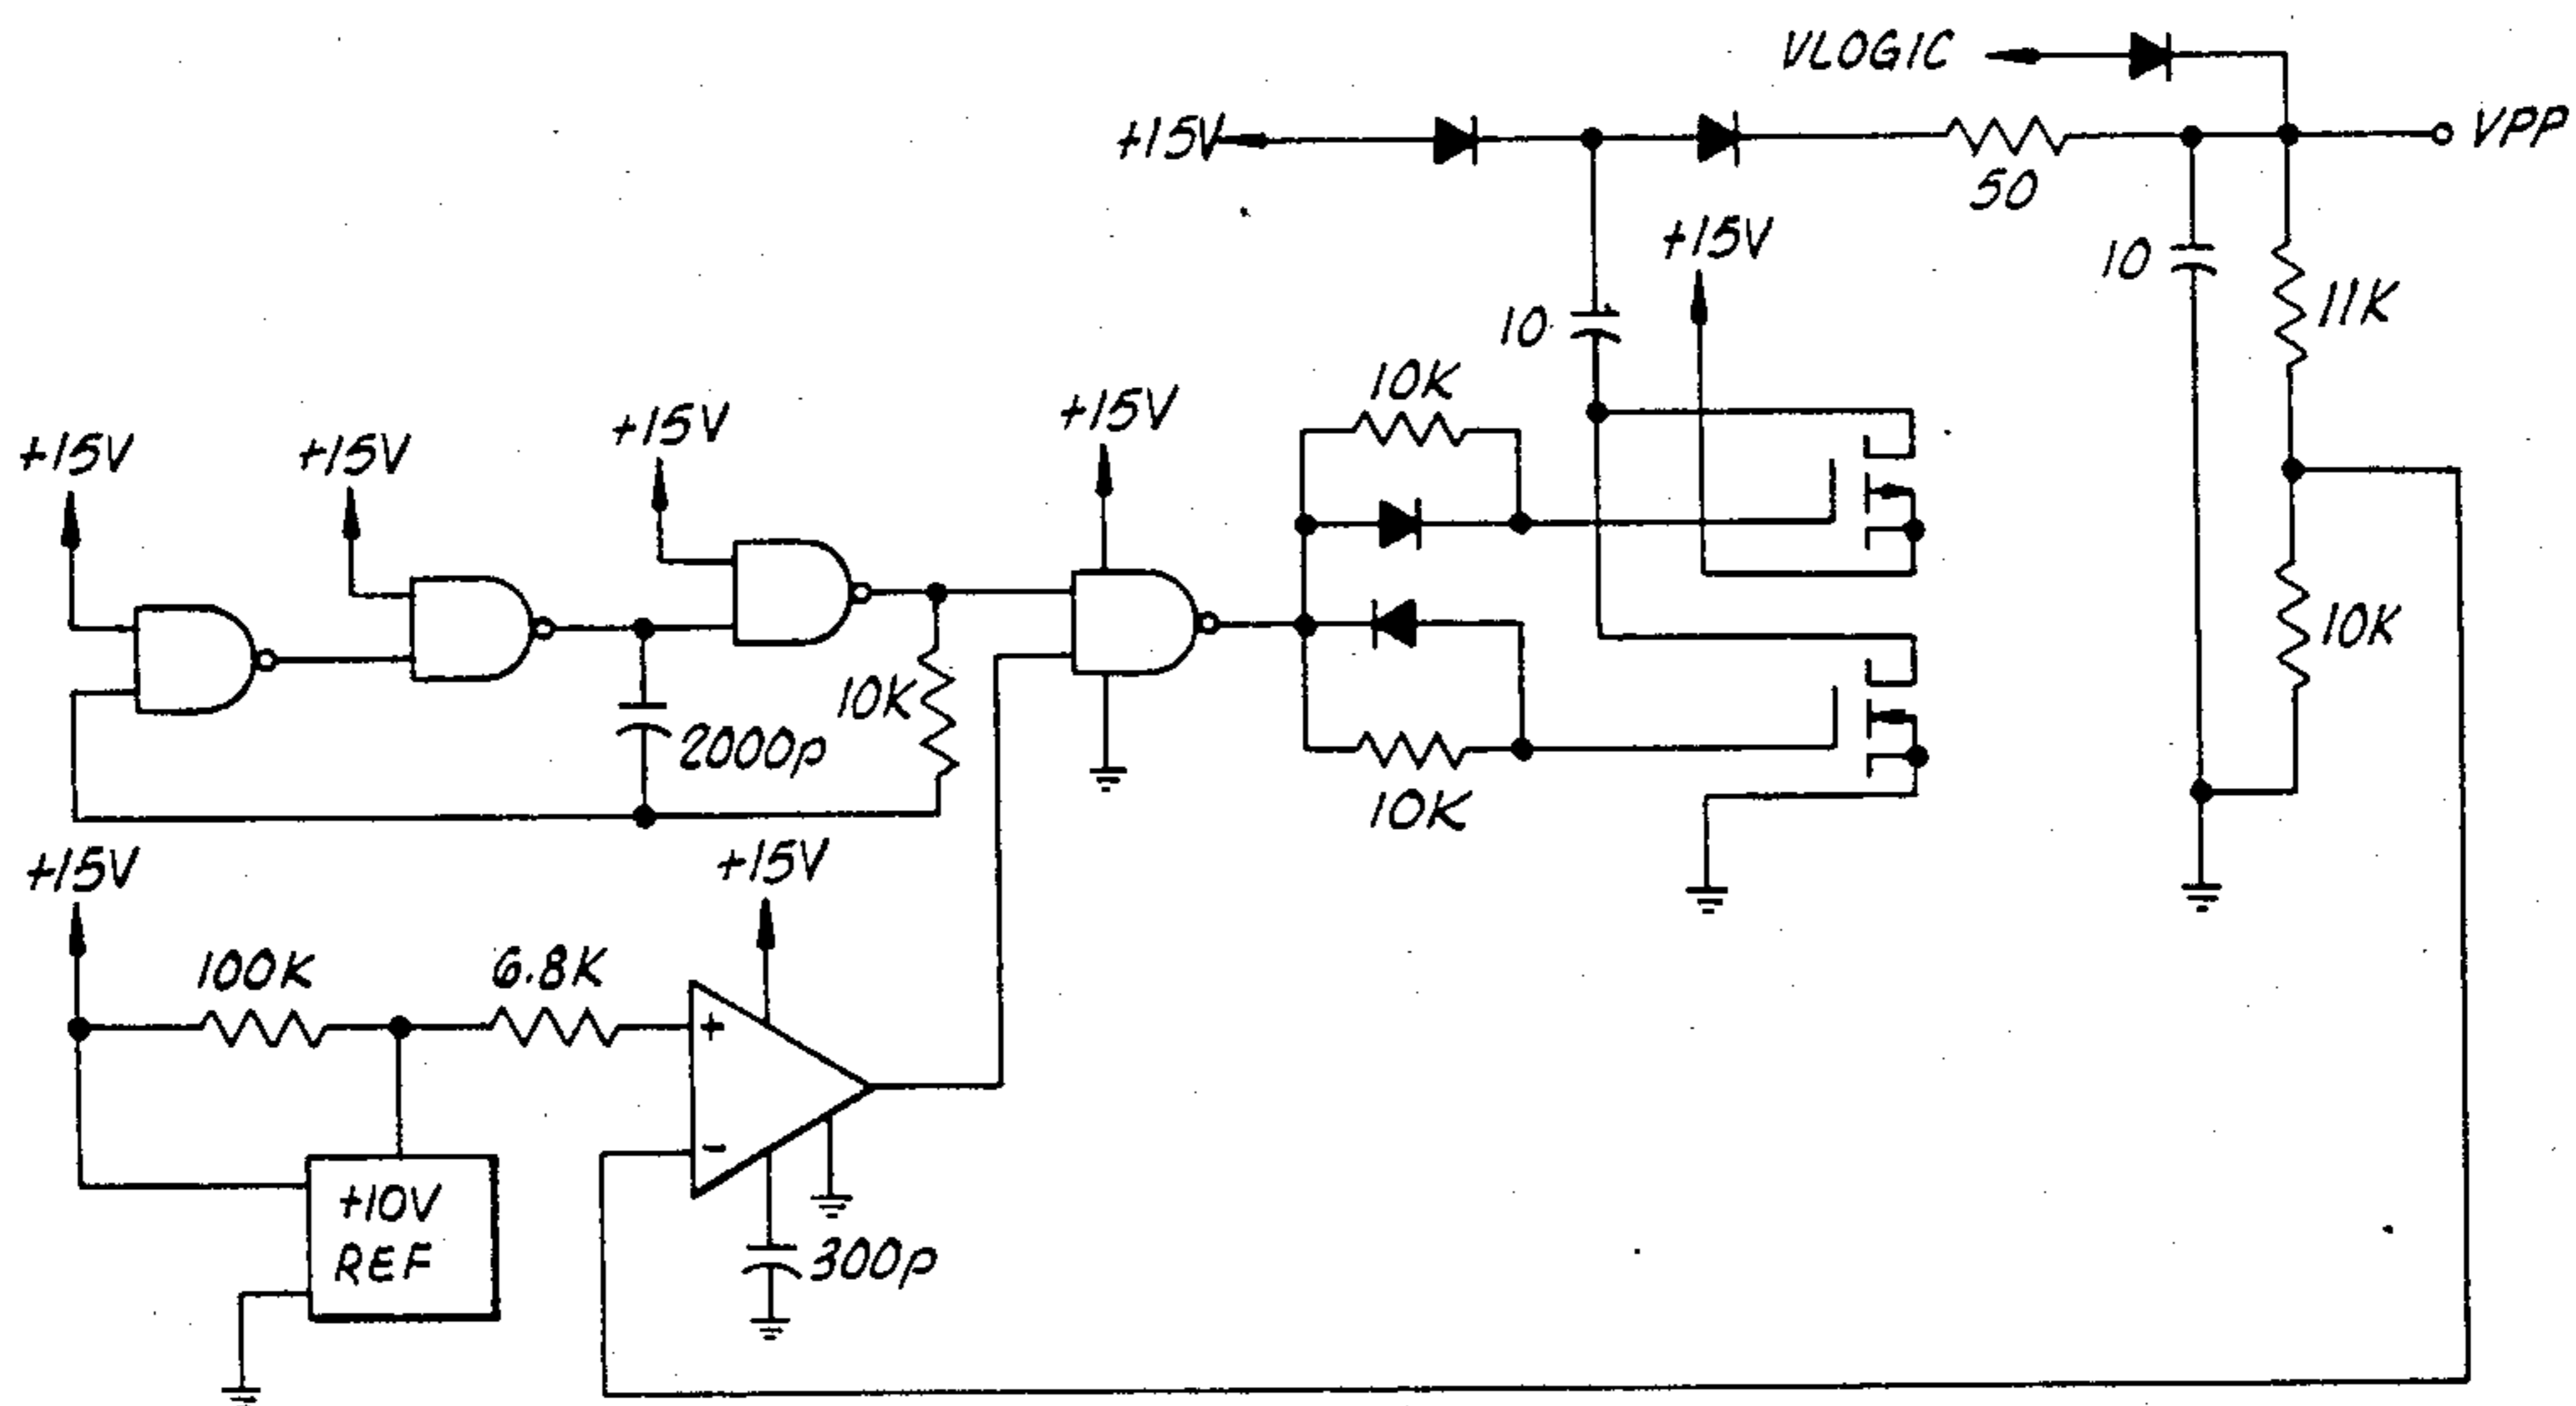 VLOGIC
+15V
VPP
50
+15V
10
11K
10
10K
+15V
+15V
+15V
+15V
10K
10K
2000p
10K
+15V
+15V
100K
6.8K
+
-
+10V
REF
300p